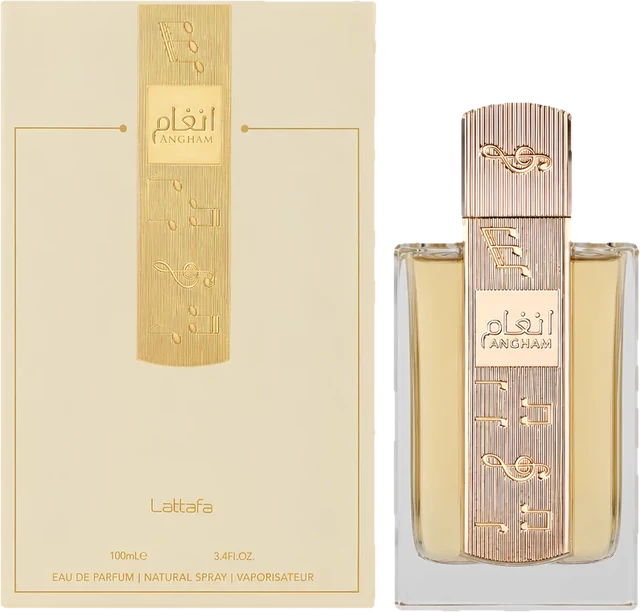 انغام
ANGHAM
Lattafa
100mLe 3.4FL.OZ.
EAU DE PARFUM | NATURAL SPRAY | VAPORISATEUR
انغام
ANGHAM